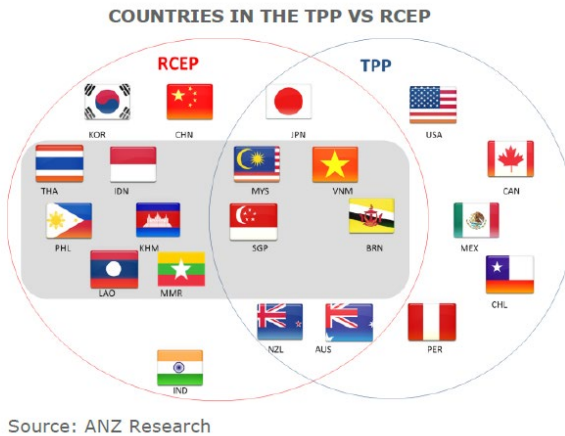 COUNTRIES IN THE TPP VS RCEP
RCEP TPP
KOR CHN JPN USA
THA IDN MYS VNM CAN
PHL KHM SGP BRN MEX
LAO MMR CHL
NZL AUS PER
IND
Source: ANZ Research